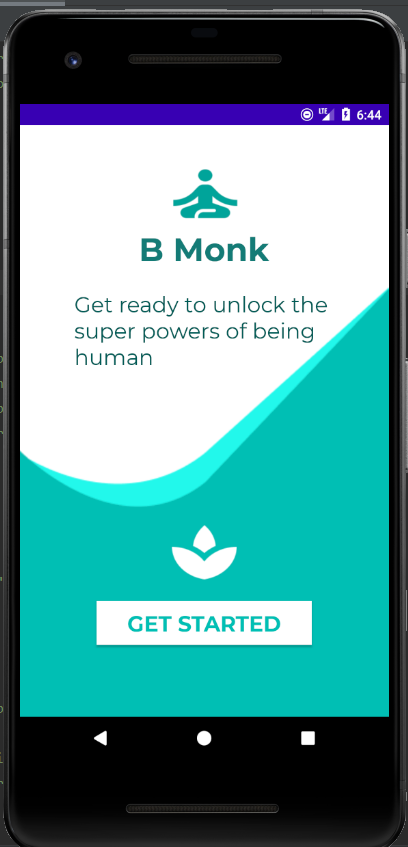 LTE 6:44
B Monk
Get ready to unlock the
super powers of being
human
GET STARTED